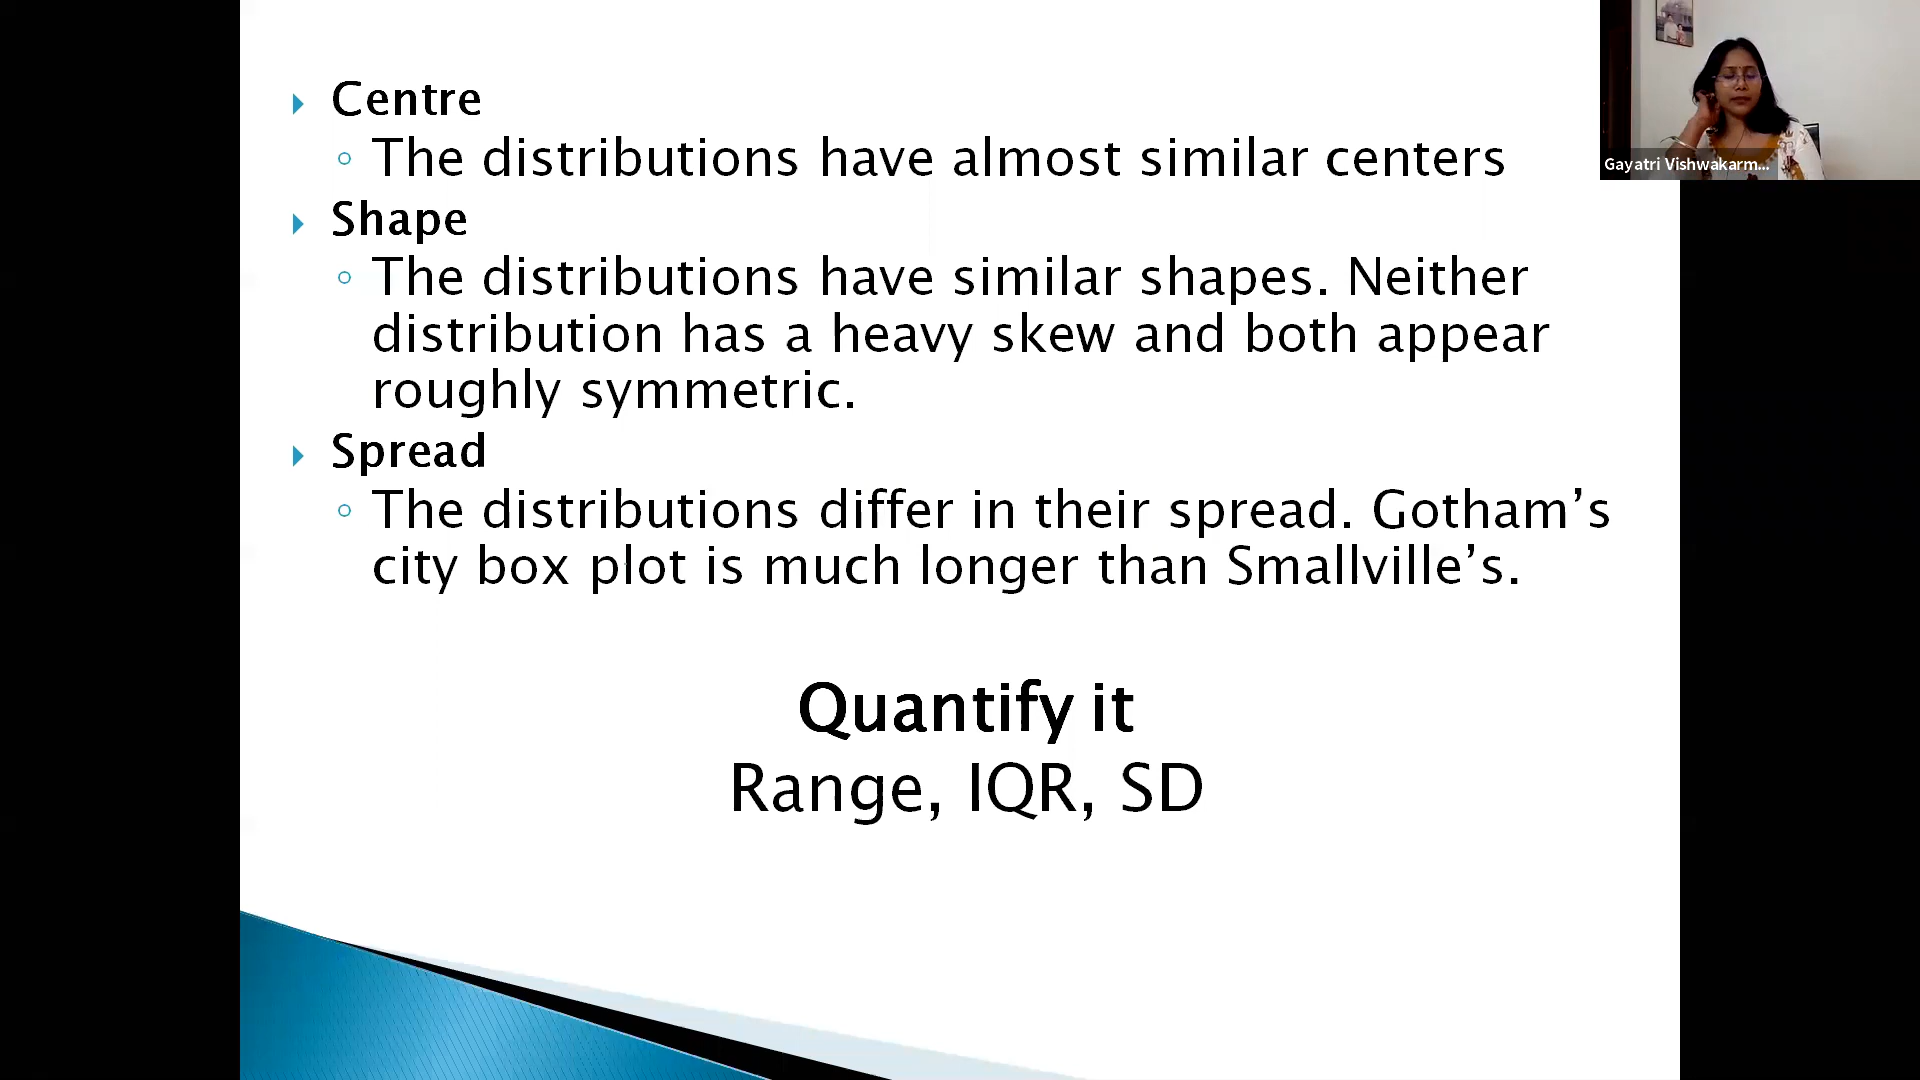 Centre
The distributions have almost similar centers
Shape
The distributions have similar shapes. Neither
distribution has a heavy skew and both appear
roughly symmetric.
Spread
The distributions differ in their spread. Gotham’s
city box plot is much longer than Smallville’s.
Quantify it
Range, IQR, SD
Gayatri Vishwakarm...